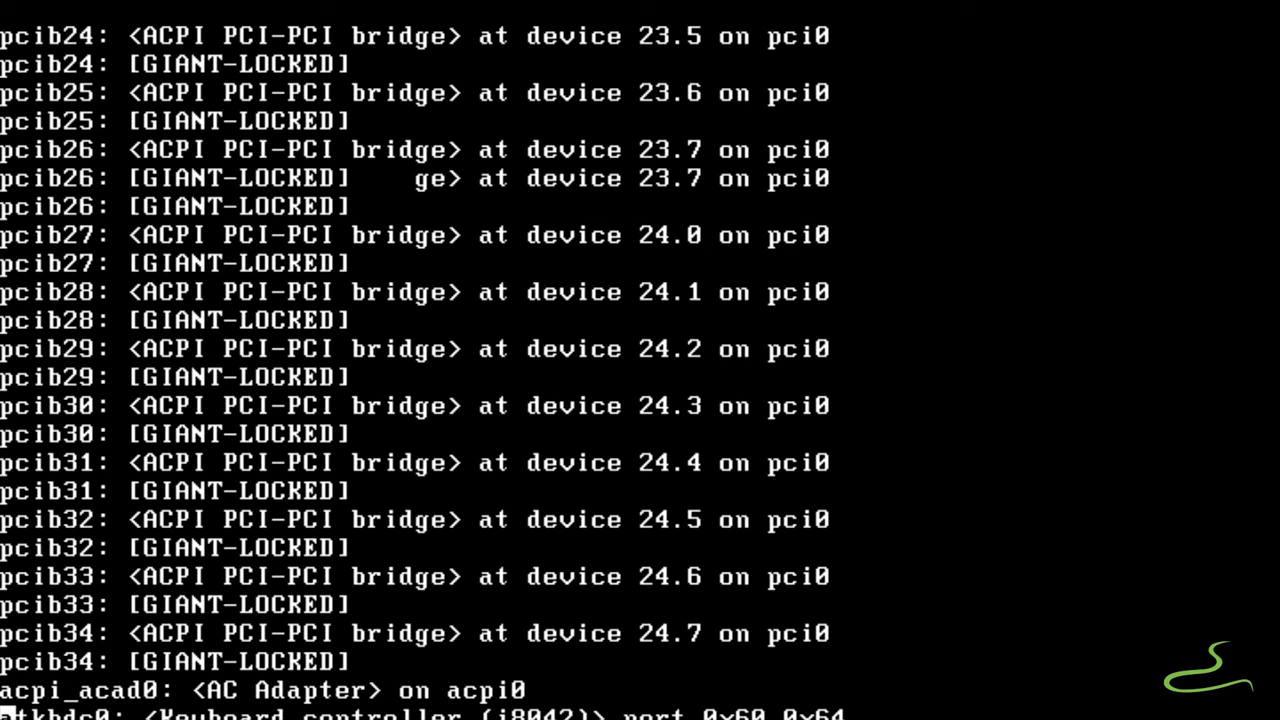 pcib24: <ACPI PCI-PCI bridge> at device 23.5 on pci0
pcib24: [GIANT-LOCKED]
pcib25: <ACPI PCI-PCI bridge> at device 23.6 on pci0
pcib25: [GIANT-LOCKED]
pcib26: <ACPI PCI-PCI bridge> at device 23.7 on pci0
pcib26: [GIANT-LOCKED]    ge> at device 23.7 on pci0
pcib26: [GIANT-LOCKED]
pcib27: <ACPI PCI-PCI bridge> at device 24.0 on pci0
pcib27: [GIANT-LOCKED]
pcib28: <ACPI PCI-PCI bridge> at device 24.1 on pci0
pcib28: [GIANT-LOCKED]
pcib29: <ACPI PCI-PCI bridge> at device 24.2 on pci0
pcib29: [GIANT-LOCKED]
pcib30: <ACPI PCI-PCI bridge> at device 24.3 on pci0
pcib30: [GIANT-LOCKED]
pcib31: <ACPI PCI-PCI bridge> at device 24.4 on pci0
pcib31: [GIANT-LOCKED]
pcib32: <ACPI PCI-PCI bridge> at device 24.5 on pci0
pcib32: [GIANT-LOCKED]
pcib33: <ACPI PCI-PCI bridge> at device 24.6 on pci0
pcib33: [GIANT-LOCKED]
pcib34: <ACPI PCI-PCI bridge> at device 24.7 on pci0
pcib34: [GIANT-LOCKED]
acpi_acad0: <AC Adapter> on acpi0
atkbdc0: <Keyboard controller (i8042)> port 0x60,0x64